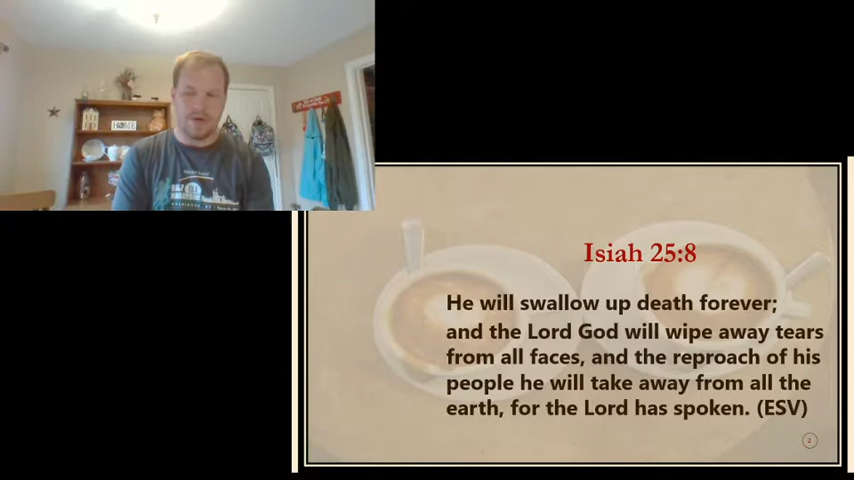 HOME
HALF
Isiah 25:8
He will swallow up death forever;
and the Lord God will wipe away tears
from all faces, and the reproach of his
people he will take away from all the
earth, for the Lord has spoken. (ESV)
2